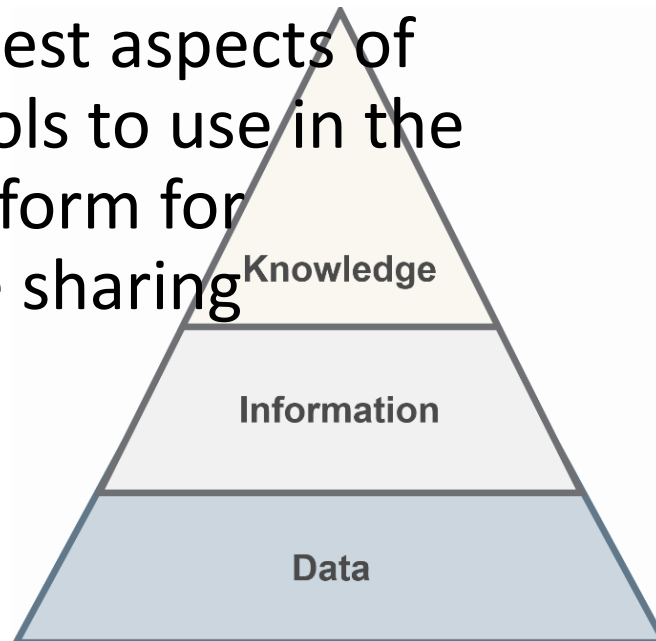 est aspects of
ols to use in the
form for
sharing
Knowledge
Information
Data